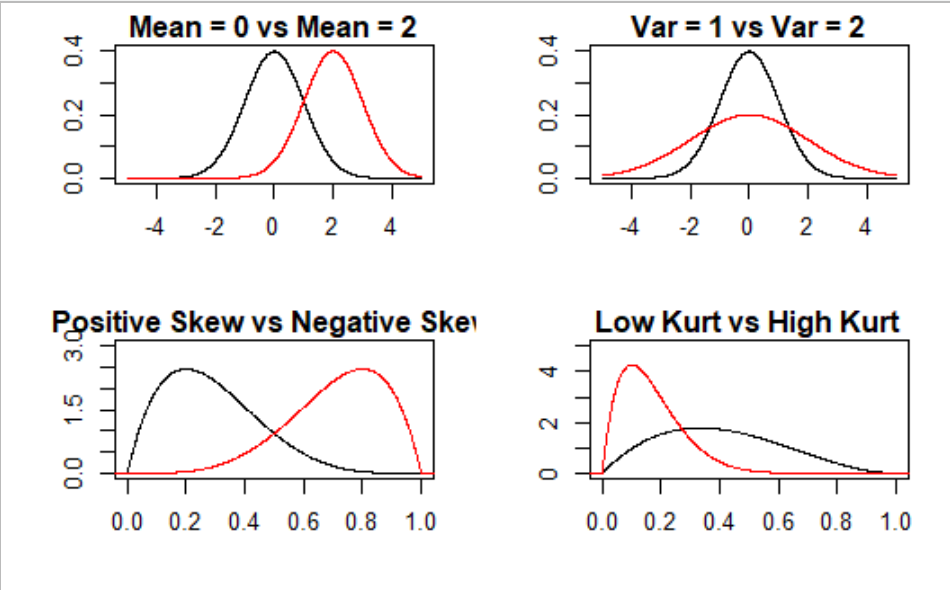 Mean = 0 vs Mean = 2
0.0 0.2 0.4
-4 -2 0 2 4
Var = 1 vs Var = 2
0.0 0.2 0.4
-4 -2 0 2 4
Positive Skew vs Negative Skew
0.0 1.5 3.0
0.0 0.2 0.4 0.6 0.8 1.0
Low Kurt vs High Kurt
0 2 4
0.0 0.2 0.4 0.6 0.8 1.0